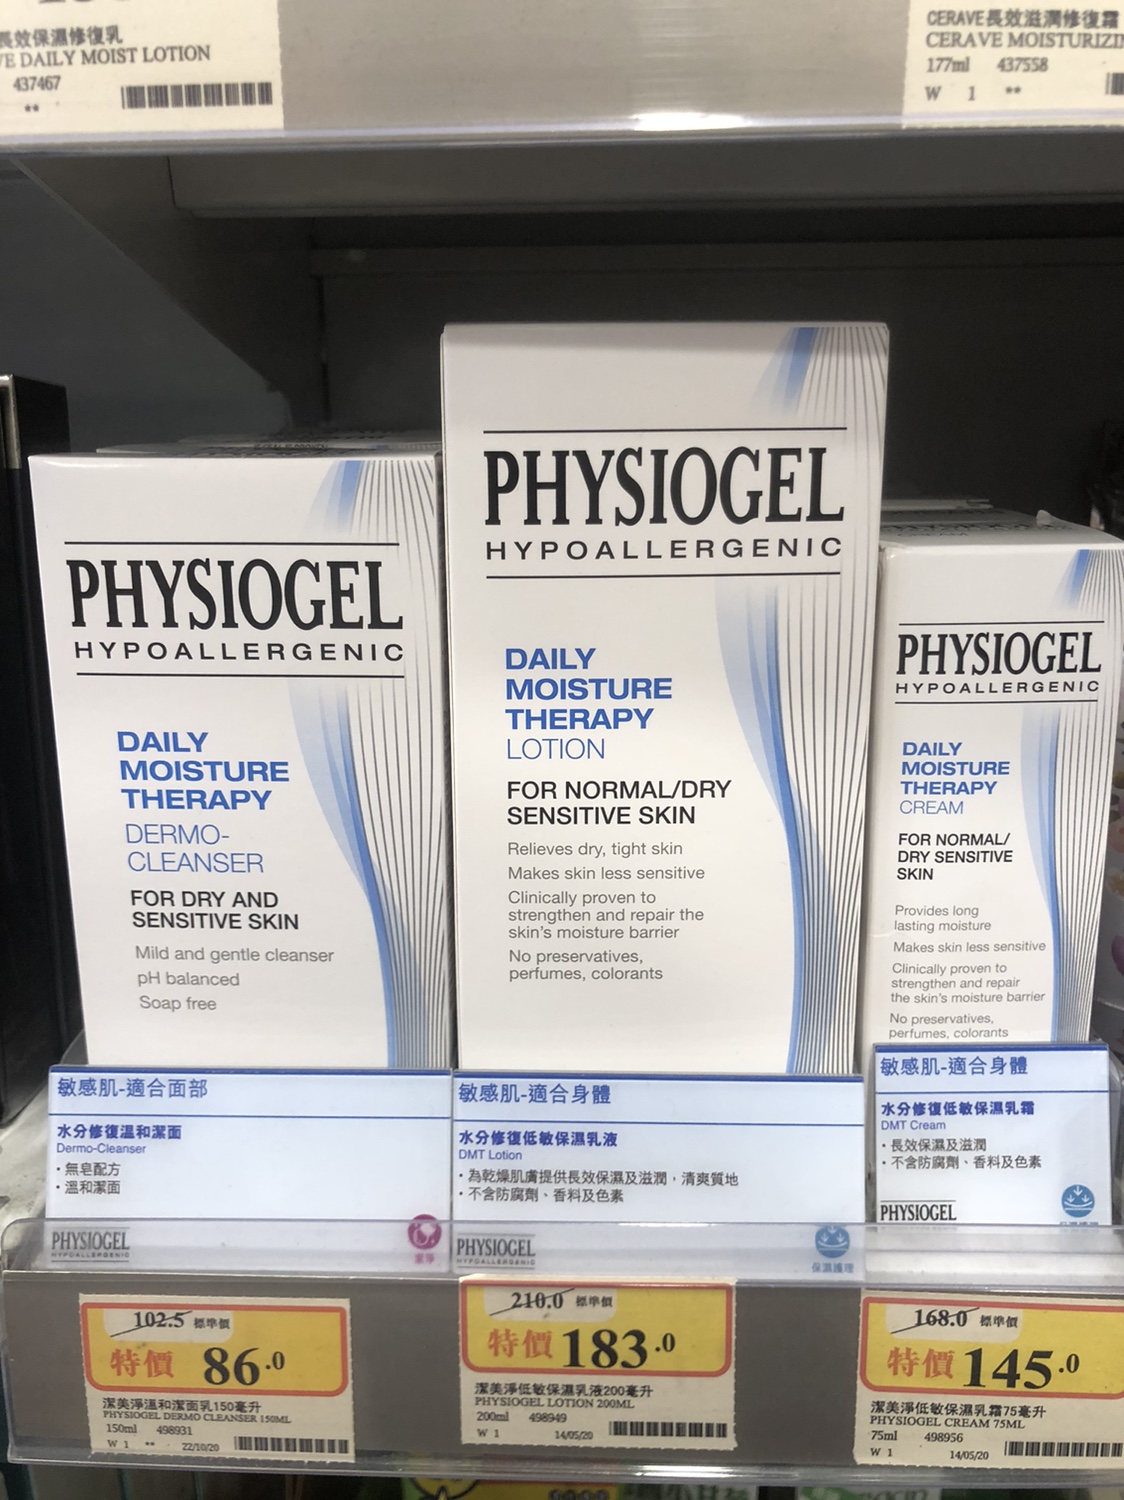 長效保濕修復乳
VE DAILY MOIST LOTION
437467
**
CERAVE長效滋潤修復霜
CERAVE MOISTURIZIN
177ml 437558
W 1 **
PHYSIOGEL
HYPOALLERGENIC
DAILY
MOISTURE
THERAPY
DERMO-
CLEANSER
FOR DRY AND
SENSITIVE SKIN
Mild and gentle cleanser
pH balanced
Soap free
PHYSIOGEL
HYPOALLERGENIC
DAILY
MOISTURE
THERAPY
LOTION
FOR NORMAL/DRY
SENSITIVE SKIN
Relieves dry, tight skin
Makes skin less sensitive
Clinically proven to
strengthen and repair the
skin's moisture barrier
No preservatives,
perfumes, colorants
PHYSIOGEL
HYPOALLERGENIC
DAILY
MOISTURE
THERAPY
CREAM
FOR NORMAL/
DRY SENSITIVE
SKIN
Provides long
lasting moisture
Makes skin less sensitive
Clinically proven to
strengthen and repair
the skin's moisture barrier
No preservatives,
perfumes, colorants
敏感肌-適合面部
水分修復溫和潔面
Dermo-Cleanser
・無皂配方
・溫和潔面
PHYSIOGEL
HYPOALLERGENIC
潔淨
敏感肌-適合身體
水分修復低敏保濕乳液
DMT Lotion
・為乾燥肌膚提供長效保濕及滋潤，清爽質地
・不含防腐劑、香料及色素
PHYSIOGEL
HYPOALLERGENIC
保濕護理
敏感肌-適合身體
水分修復低敏保濕乳霜
DMT Cream
・長效保濕及滋潤
・不含防腐劑、香料及色素
PHYSIOGEL
102.5 標準價
特價 86.0
潔美淨溫和潔面乳150毫升
PHYSIOGEL DERMO CLEANSER 150ML
150ml 498931
W 1 ** 22/10/20
210.0 標準價
特價 183.0
潔美淨低敏保濕乳液200毫升
PHYSIOGEL LOTION 200ML
200ml 498949
W 1 14/05/20
168.0 標準價
特價 145.0
潔美淨低敏保濕乳霜75毫升
PHYSIOGEL CREAM 75ML
75ml 498956
W 1 14/05/20